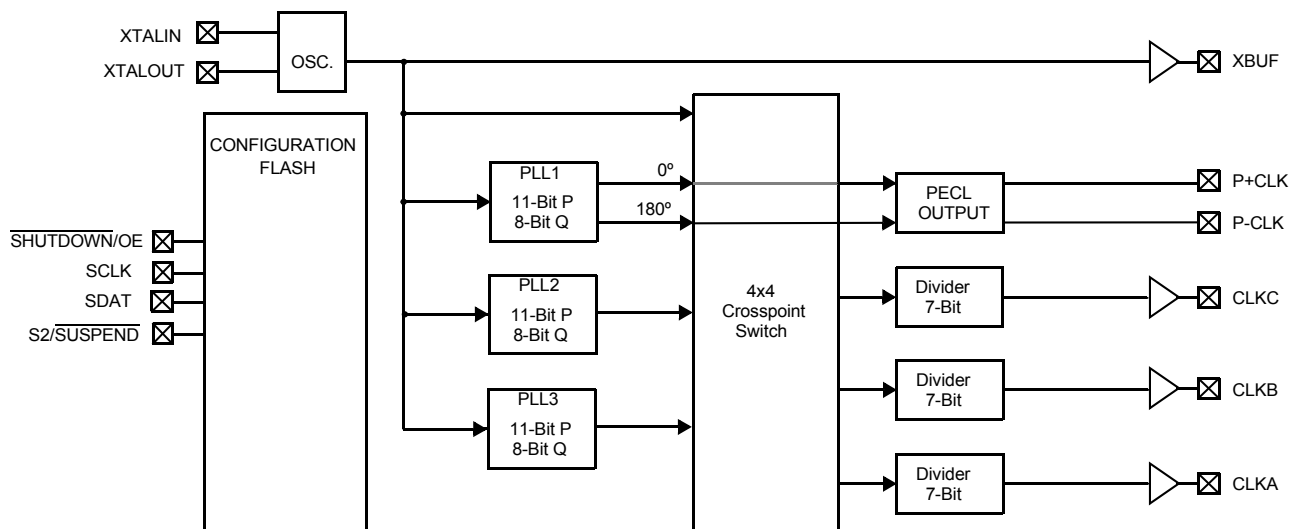 XTALIN
XTALOUT
OSC.
XBUF
CONFIGURATION
FLASH
SHUTDOWN/OE
SCLK
SDAT
S2/SUSPEND
PLL1
11-Bit P
8-Bit Q
0º
180º
PLL2
11-Bit P
8-Bit Q
PLL3
11-Bit P
8-Bit Q
4x4
Crosspoint
Switch
PECL
OUTPUT
P+CLK
P-CLK
Divider
7-Bit
CLKC
Divider
7-Bit
CLKB
Divider
7-Bit
CLKA